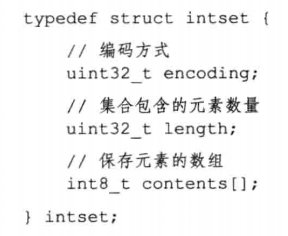 typedef struct intset {
// 编码方式
uint32_t encoding;
// 集合包含的元素数量
uint32_t length;
// 保存元素的数组
int8_t contents[];
} intset;